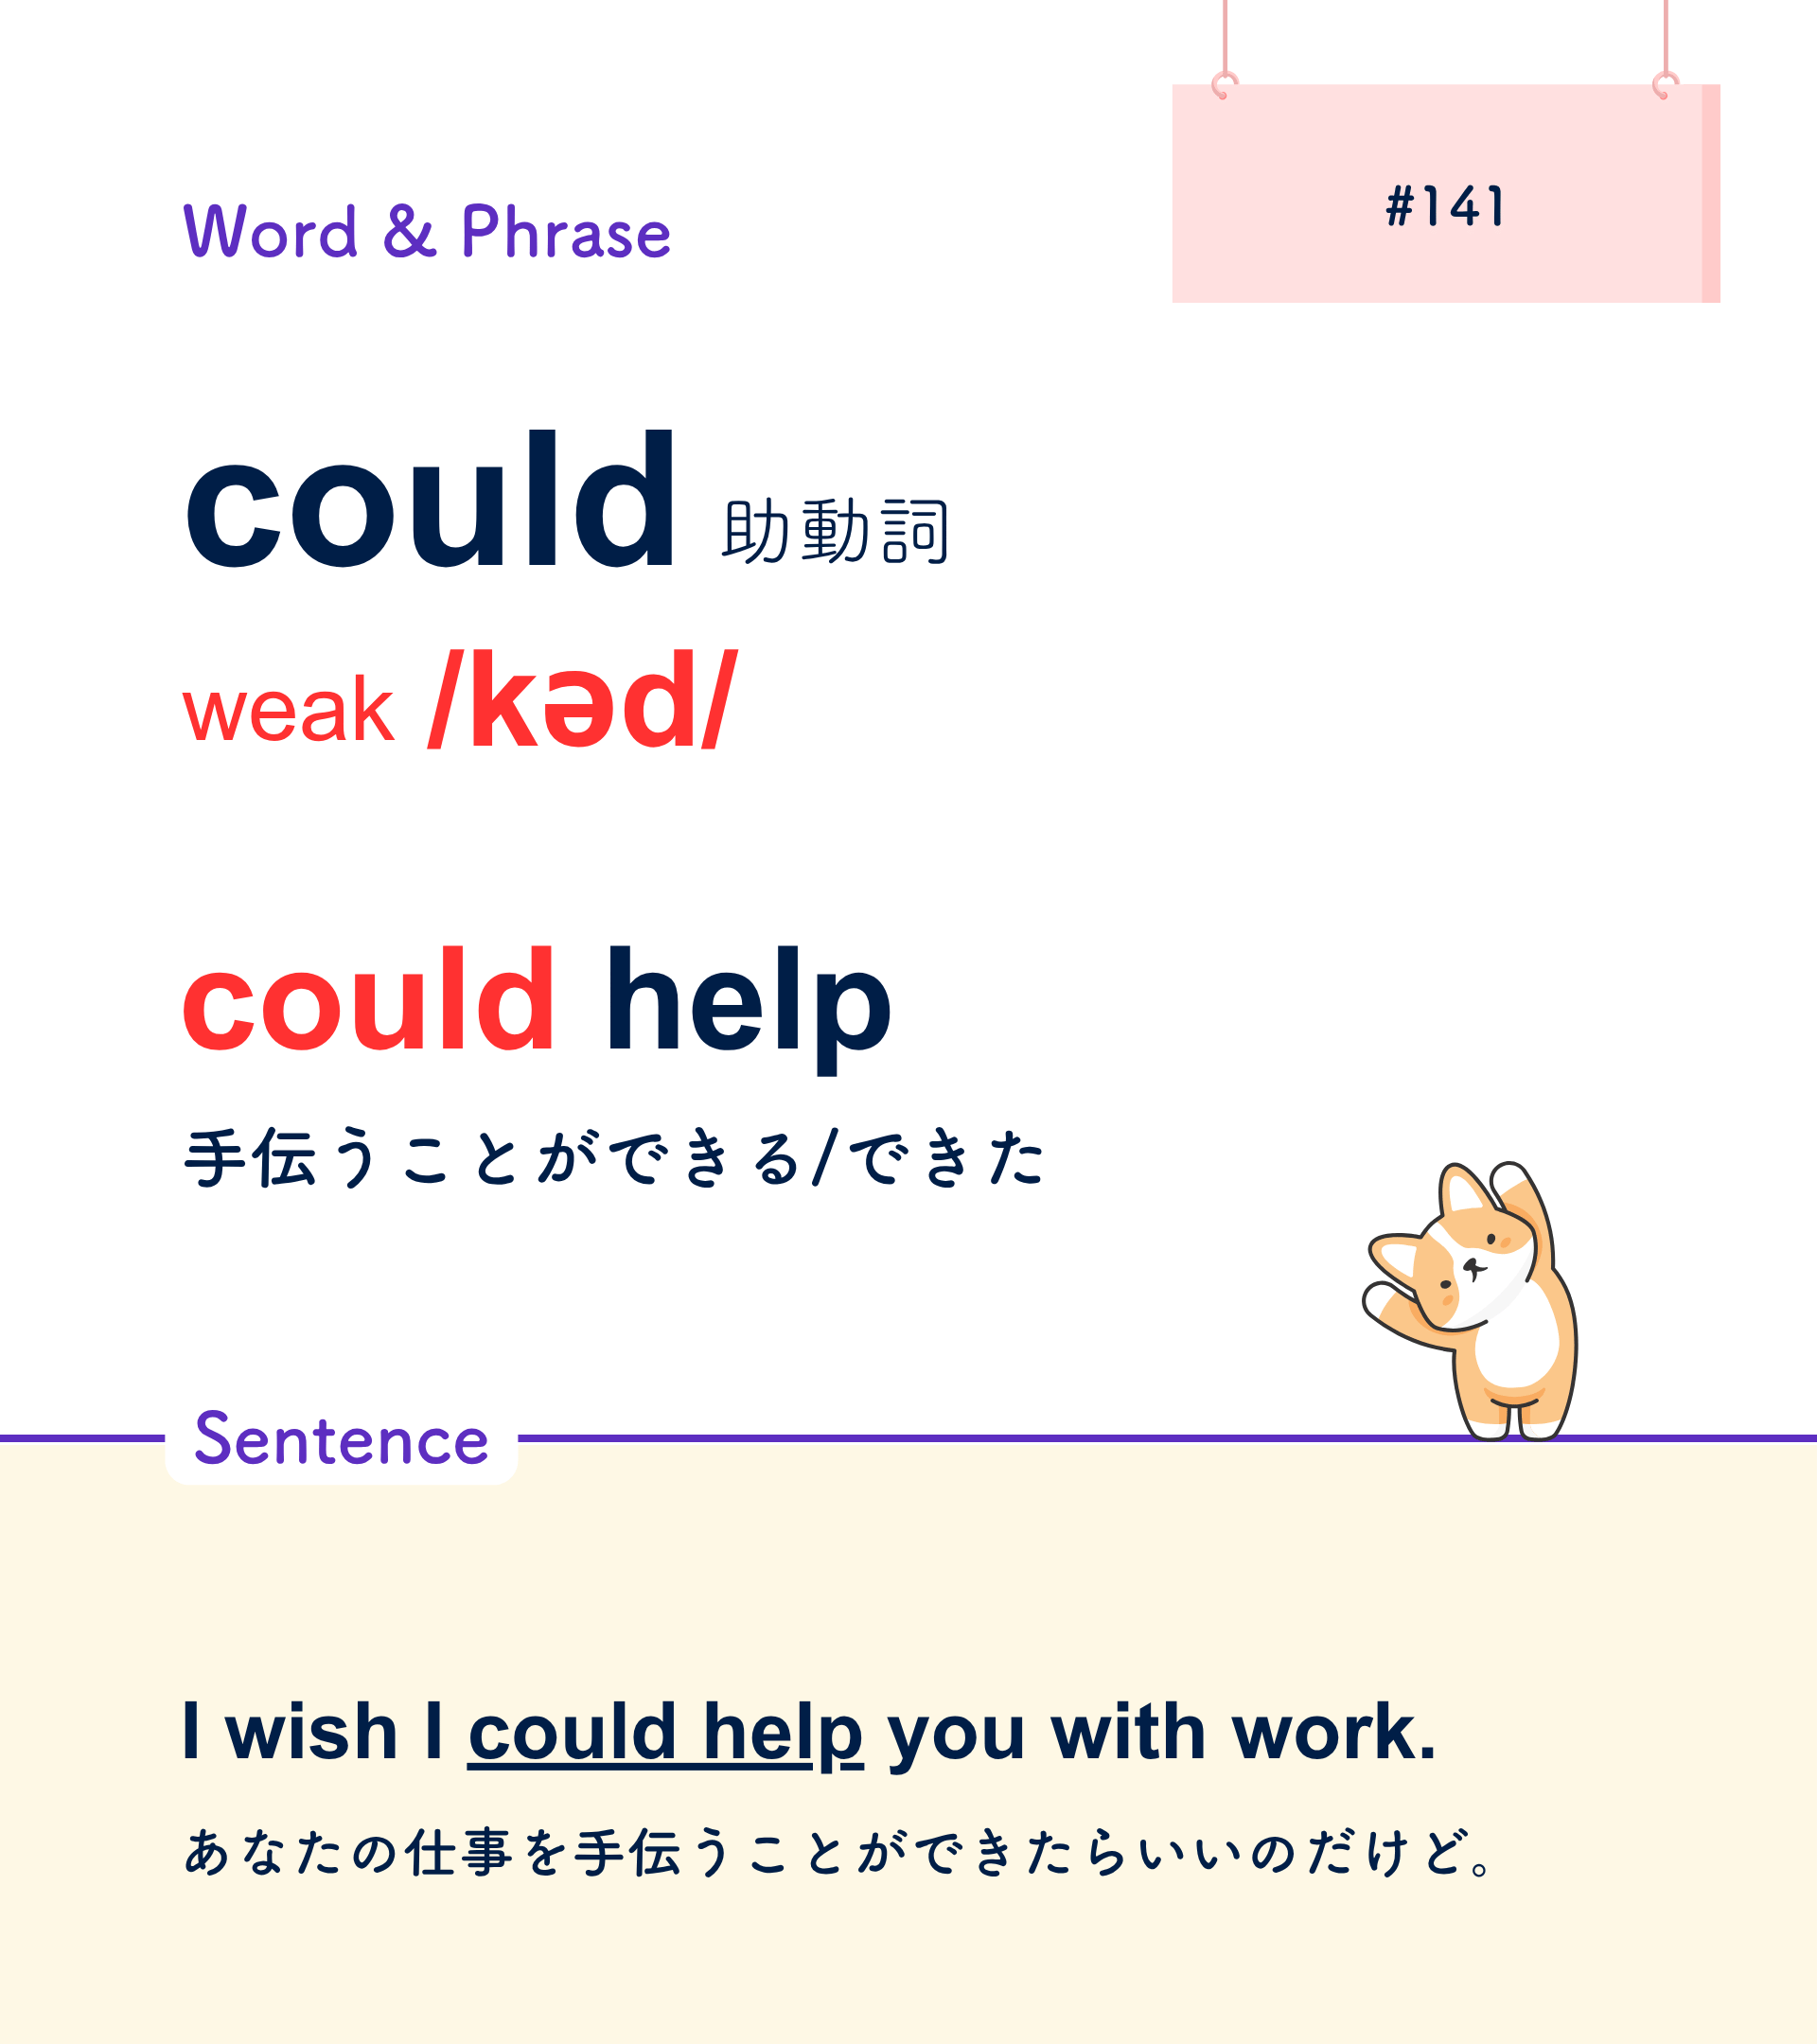 #141
Word & Phrase
could 助動詞
weak /kəd/
could help
手伝うことができる/できた
Sentence
I wish I could help you with work.
あなたの仕事を手伝うことができたらいいのだけど。